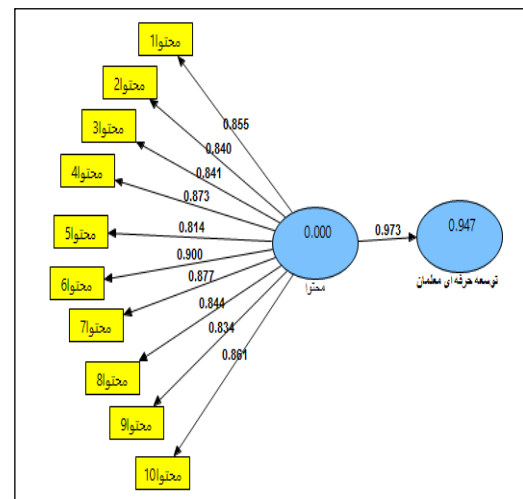 محتوا1
محتوا2
محتوا3
محتوا4
محتوا5
محتوا6
محتوا7
محتوا8
محتوا9
محتوا10
0.855
0.840
0.841
0.873
0.814
0.900
0.877
0.844
0.834
0.861
0.000
محتوا
0.973
0.947
توسعه حرفه ای معلمان